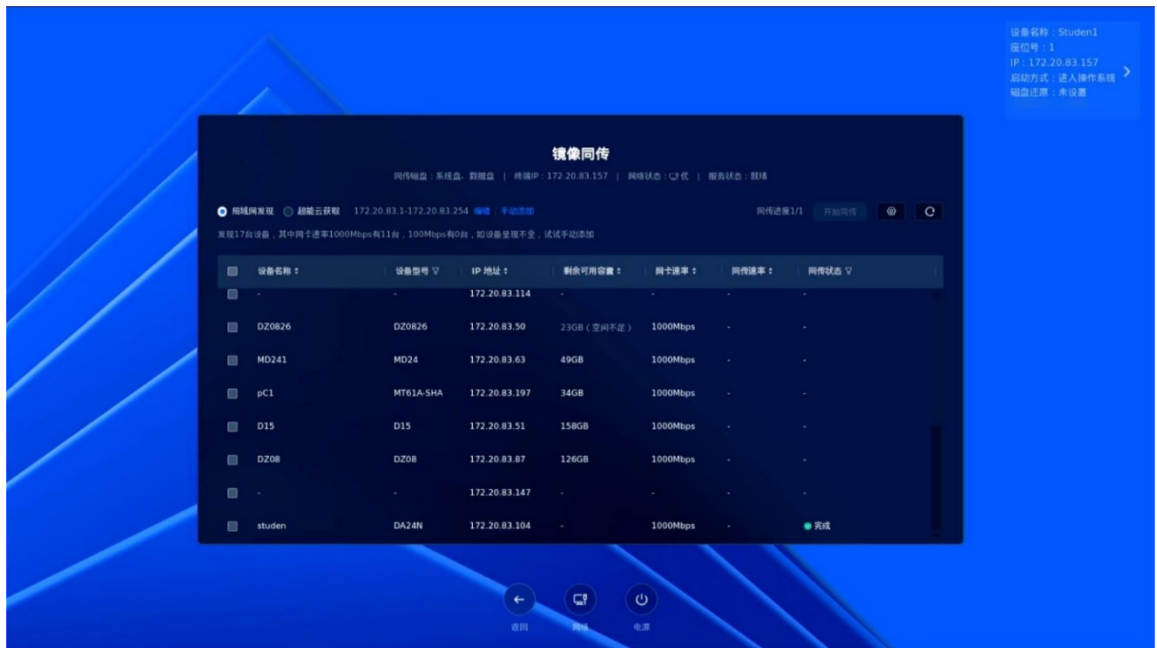 设备名称：Studen1
座位号：1
IP：172.20.83.157
启动方式：进入操作系统
磁盘还原：未设置
镜像同传
同传磁盘：系统盘、数据盘 | 终端IP：172.20.83.157 | 网络状态：优 | 服务状态：就绪
局域网发现 超能云获取 172.20.83.1-172.20.83.254 编辑 手动添加 同传进度1/1 开始同传
发现17台设备，其中网卡速率1000Mbps有11台，100Mbps有0台，如设备呈现不全，试试手动添加
设备名称 设备型号 IP 地址 剩余可用容量 网卡速率 同传速率 同传状态
- - 172.20.83.114 - - - -
DZ0826 DZ0826 172.20.83.50 23GB（空间不足） 1000Mbps - -
MD241 MD24 172.20.83.63 49GB 1000Mbps - -
pC1 MT61A-SHA 172.20.83.197 34GB 1000Mbps - -
D15 D15 172.20.83.51 158GB 1000Mbps - -
DZ08 DZ08 172.20.83.87 126GB 1000Mbps - -
- - 172.20.83.147 - - - -
studen DA24N 172.20.83.104 - 1000Mbps - 完成
返回 网络 电源